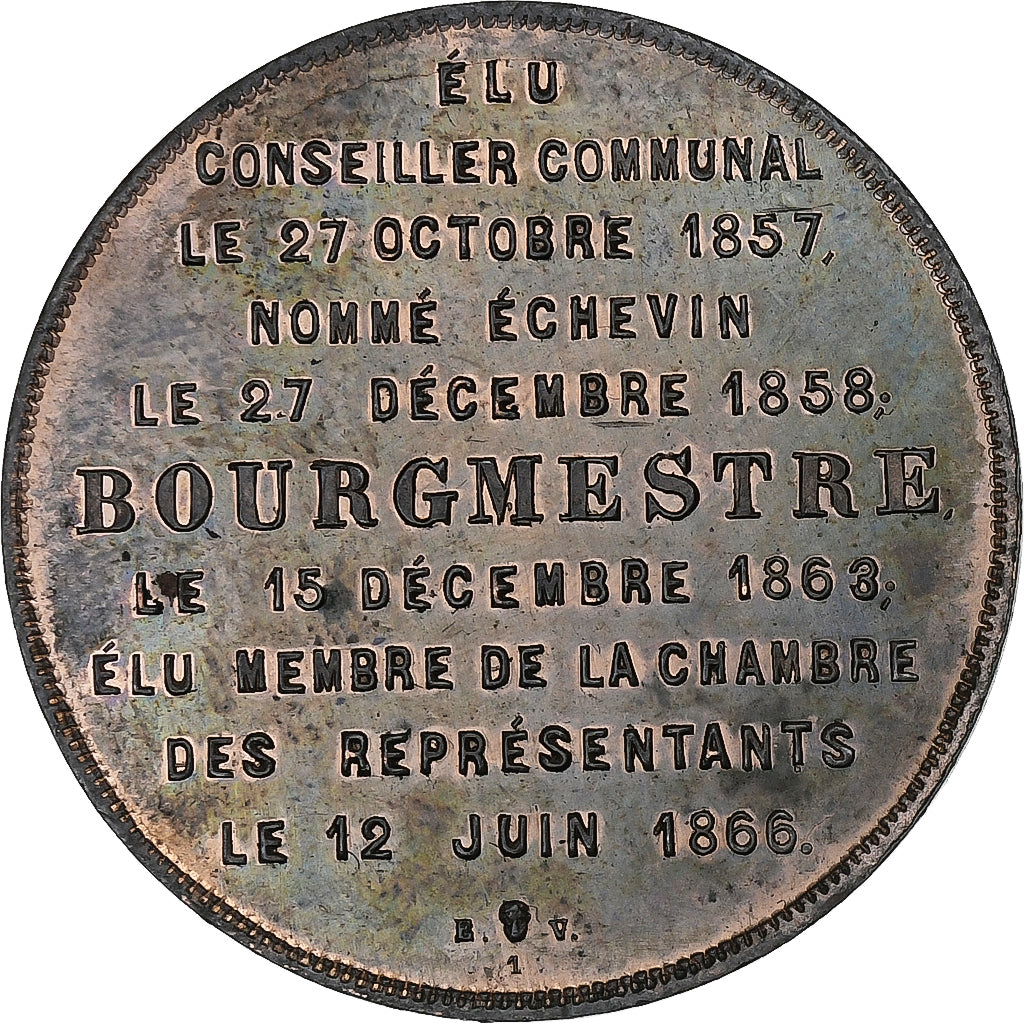 ÉLU
CONSEILLER COMMUNAL
LE 27 OCTOBRE 1857,
NOMMÉ ÉCHEVIN
LE 27 DÉCEMBRE 1858;
BOURGMESTRE
LE 15 DÉCEMBRE 1863;
ÉLU MEMBRE DE LA CHAMBRE
DES REPRÉSENTANTS
LE 12 JUIN 1866.
E. V.
1